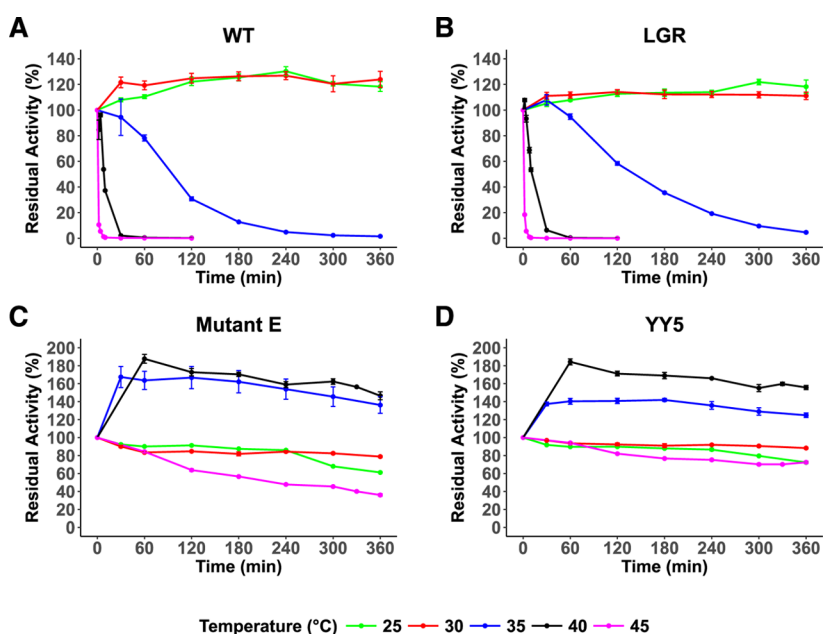 A
WT
Residual Activity (%)
140
120
100
80
60
40
20
0
0 60 120 180 240 300 360
Time (min)
B
LGR
Residual Activity (%)
140
120
100
80
60
40
20
0
0 60 120 180 240 300 360
Time (min)
C
Mutant E
Residual Activity (%)
200
180
160
140
120
100
80
60
40
20
0
0 60 120 180 240 300 360
Time (min)
D
YY5
Residual Activity (%)
200
180
160
140
120
100
80
60
40
20
0
0 60 120 180 240 300 360
Time (min)
Temperature (°C) 25 30 35 40 45